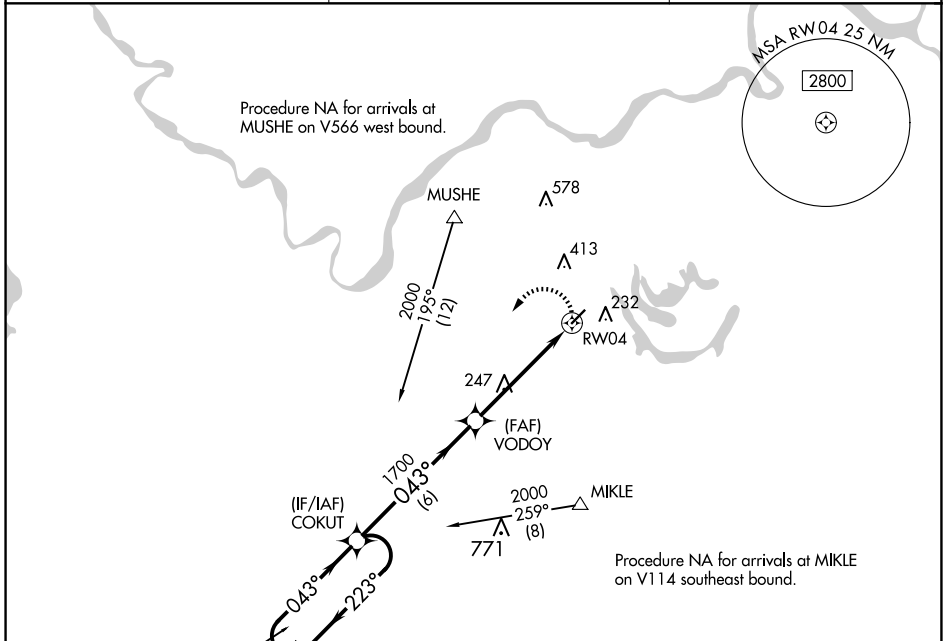 MSA RW04 25 NM
2800
Procedure NA for arrivals at
MUSHE on V566 west bound.
MUSHE
578
413
2000
195°
(12)
232
RW04
247
(FAF)
VODOY
1700
043°
(6)
(IF/IAF)
COKUT
2000
259°
(8)
MIKLE
771
Procedure NA for arrivals at MIKLE
on V114 southeast bound.
043°
223°